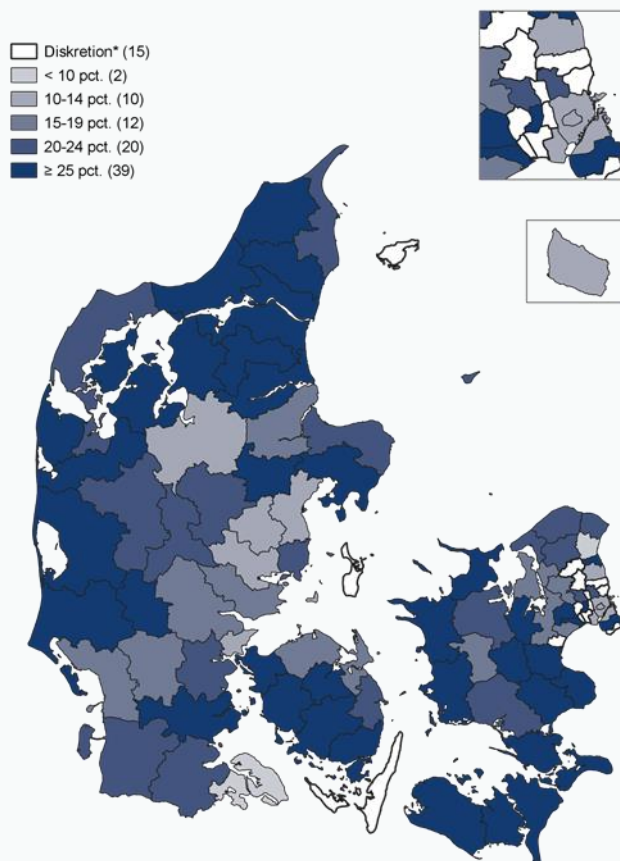 Diskretion* (15)
< 10 pct. (2)
10-14 pct. (10)
15-19 pct. (12)
20-24 pct. (20)
≥ 25 pct. (39)